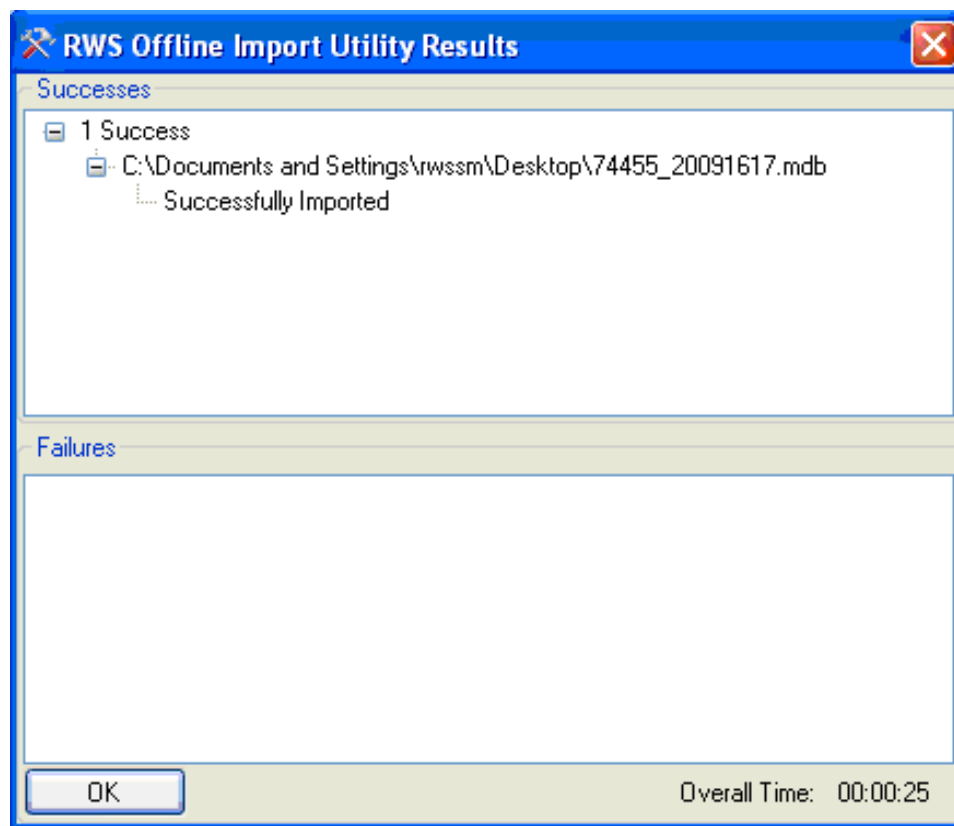 RWS Offline Import Utility Results
Successes
1 Success
C:\Documents and Settings\rwssm\Desktop\74455_20091617.mdb
Successfully Imported
Failures
OK
Overall Time: 00:00:25